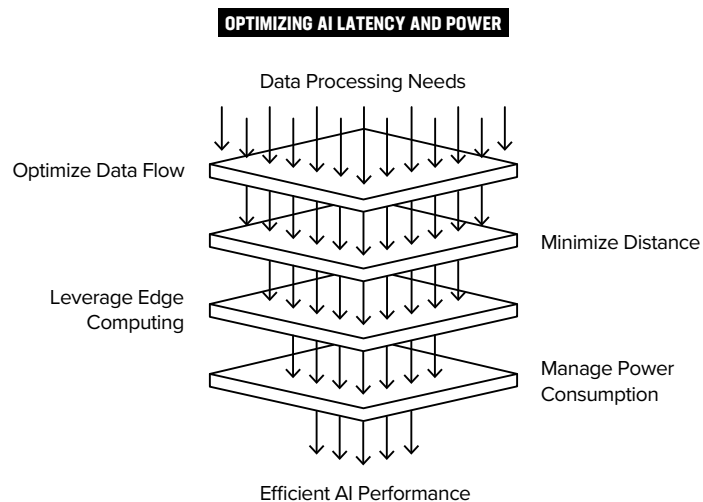 OPTIMIZING AI LATENCY AND POWER
Data Processing Needs
Optimize Data Flow
Minimize Distance
Leverage Edge
Computing
Manage Power
Consumption
Efficient AI Performance